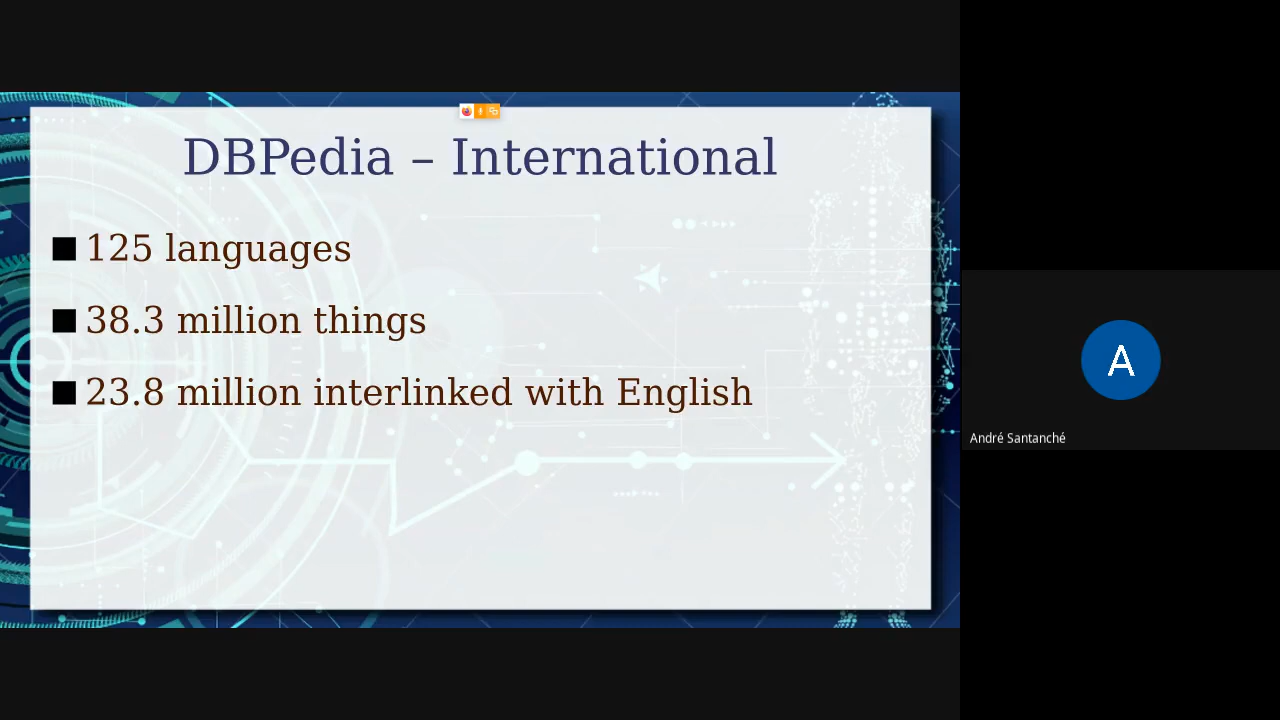 DBPedia – International
125 languages
38.3 million things
23.8 million interlinked with English
A
André Santanché